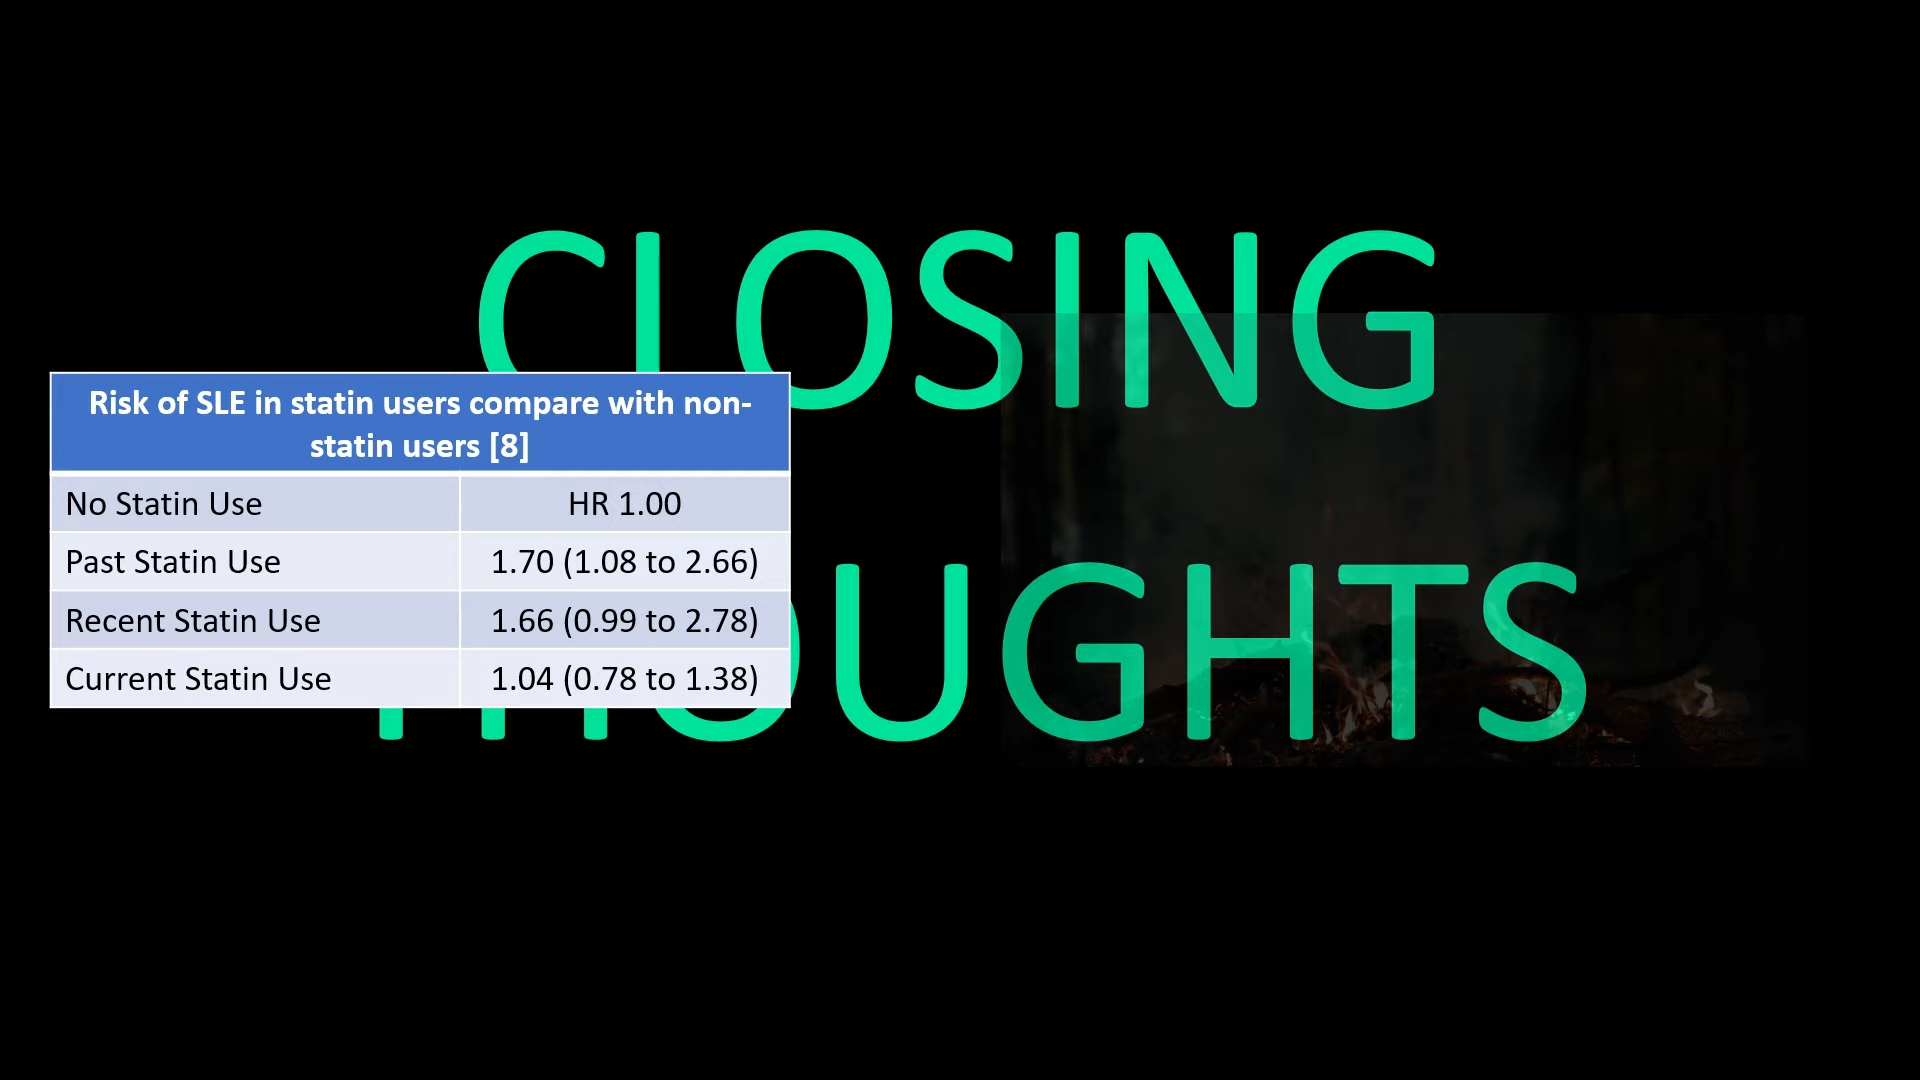 CLOSING
THOUGHTS
Risk of SLE in statin users compare with non-
statin users [8]
No Statin Use HR 1.00
Past Statin Use 1.70 (1.08 to 2.66)
Recent Statin Use 1.66 (0.99 to 2.78)
Current Statin Use 1.04 (0.78 to 1.38)